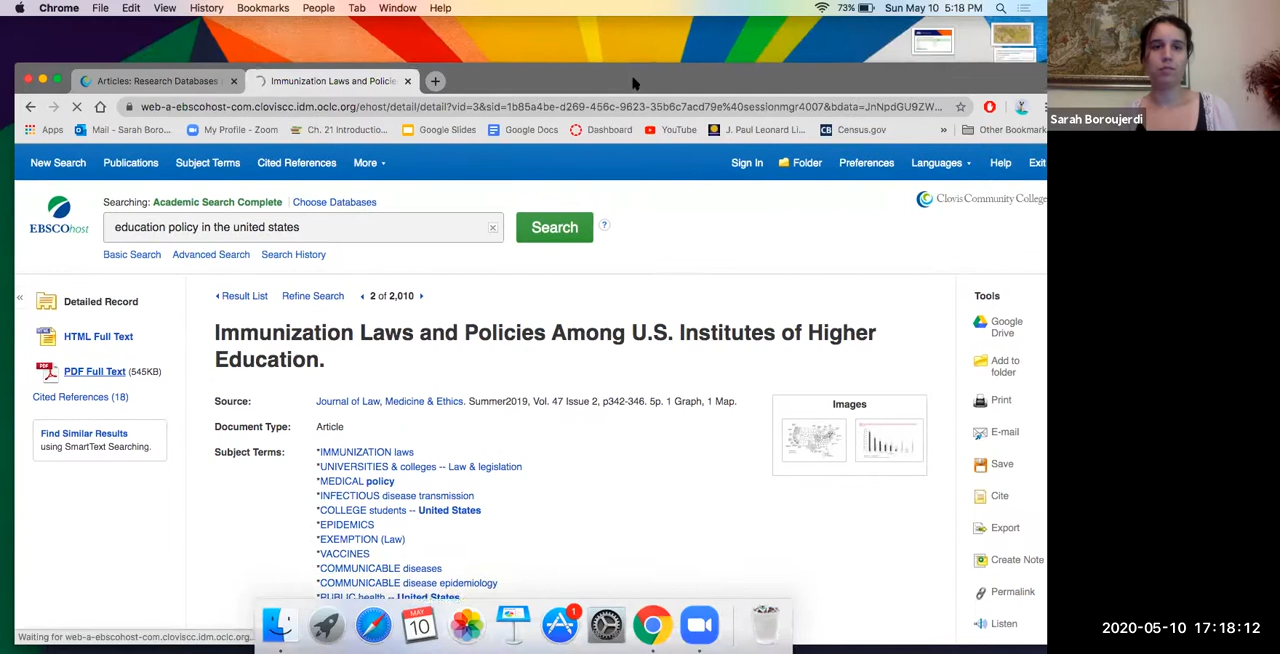 Chrome File Edit View History Bookmarks People Tab Window Help 73% Sun May 10 5:18 PM
Articles: Research Databases Immunization Laws and Policie
web-a-ebscohost-com.cloviscc.idm.oclc.org/ehost/detail/detail?vid=3&sid=1b85a4be-d269-456c-9623-35b6c7acd79e%40sessionmgr4007&bdata=JnNpdGU9ZW...
Apps Mail - Sarah Boro... My Profile - Zoom Ch. 21 Introductio... Google Slides Google Docs Dashboard YouTube J. Paul Leonard Li... CB Census.gov » Other Bookmark
New Search Publications Subject Terms Cited References More Sign In Folder Preferences Languages Help Exit
Searching: Academic Search Complete Choose Databases
Clovis Community College
EBSCOhost
education policy in the united states
Search ?
Basic Search Advanced Search Search History
«
Detailed Record
HTML Full Text
PDF
PDF Full Text (545KB)
Cited References (18)
Find Similar Results
using SmartText Searching.
Result List Refine Search 2 of 2,010
Immunization Laws and Policies Among U.S. Institutes of Higher
Education.
Source: Journal of Law, Medicine & Ethics. Summer2019, Vol. 47 Issue 2, p342-346. 5p. 1 Graph, 1 Map.
Document Type: Article
Subject Terms: *IMMUNIZATION laws
*UNIVERSITIES & colleges -- Law & legislation
*MEDICAL policy
*INFECTIOUS disease transmission
*COLLEGE students -- United States
*EPIDEMICS
*EXEMPTION (Law)
*VACCINES
*COMMUNICABLE diseases
*COMMUNICABLE disease epidemiology
*PUBLIC health -- United States
Images
Tools
Google
Drive
Add to
folder
Print
E-mail
Save
Cite
Export
Create Note
Permalink
Listen
MAY
10
1
Waiting for web-a-ebscohost-com.cloviscc.idm.oclc.org...
Sarah Boroujerdi
2020-05-10 17:18:12